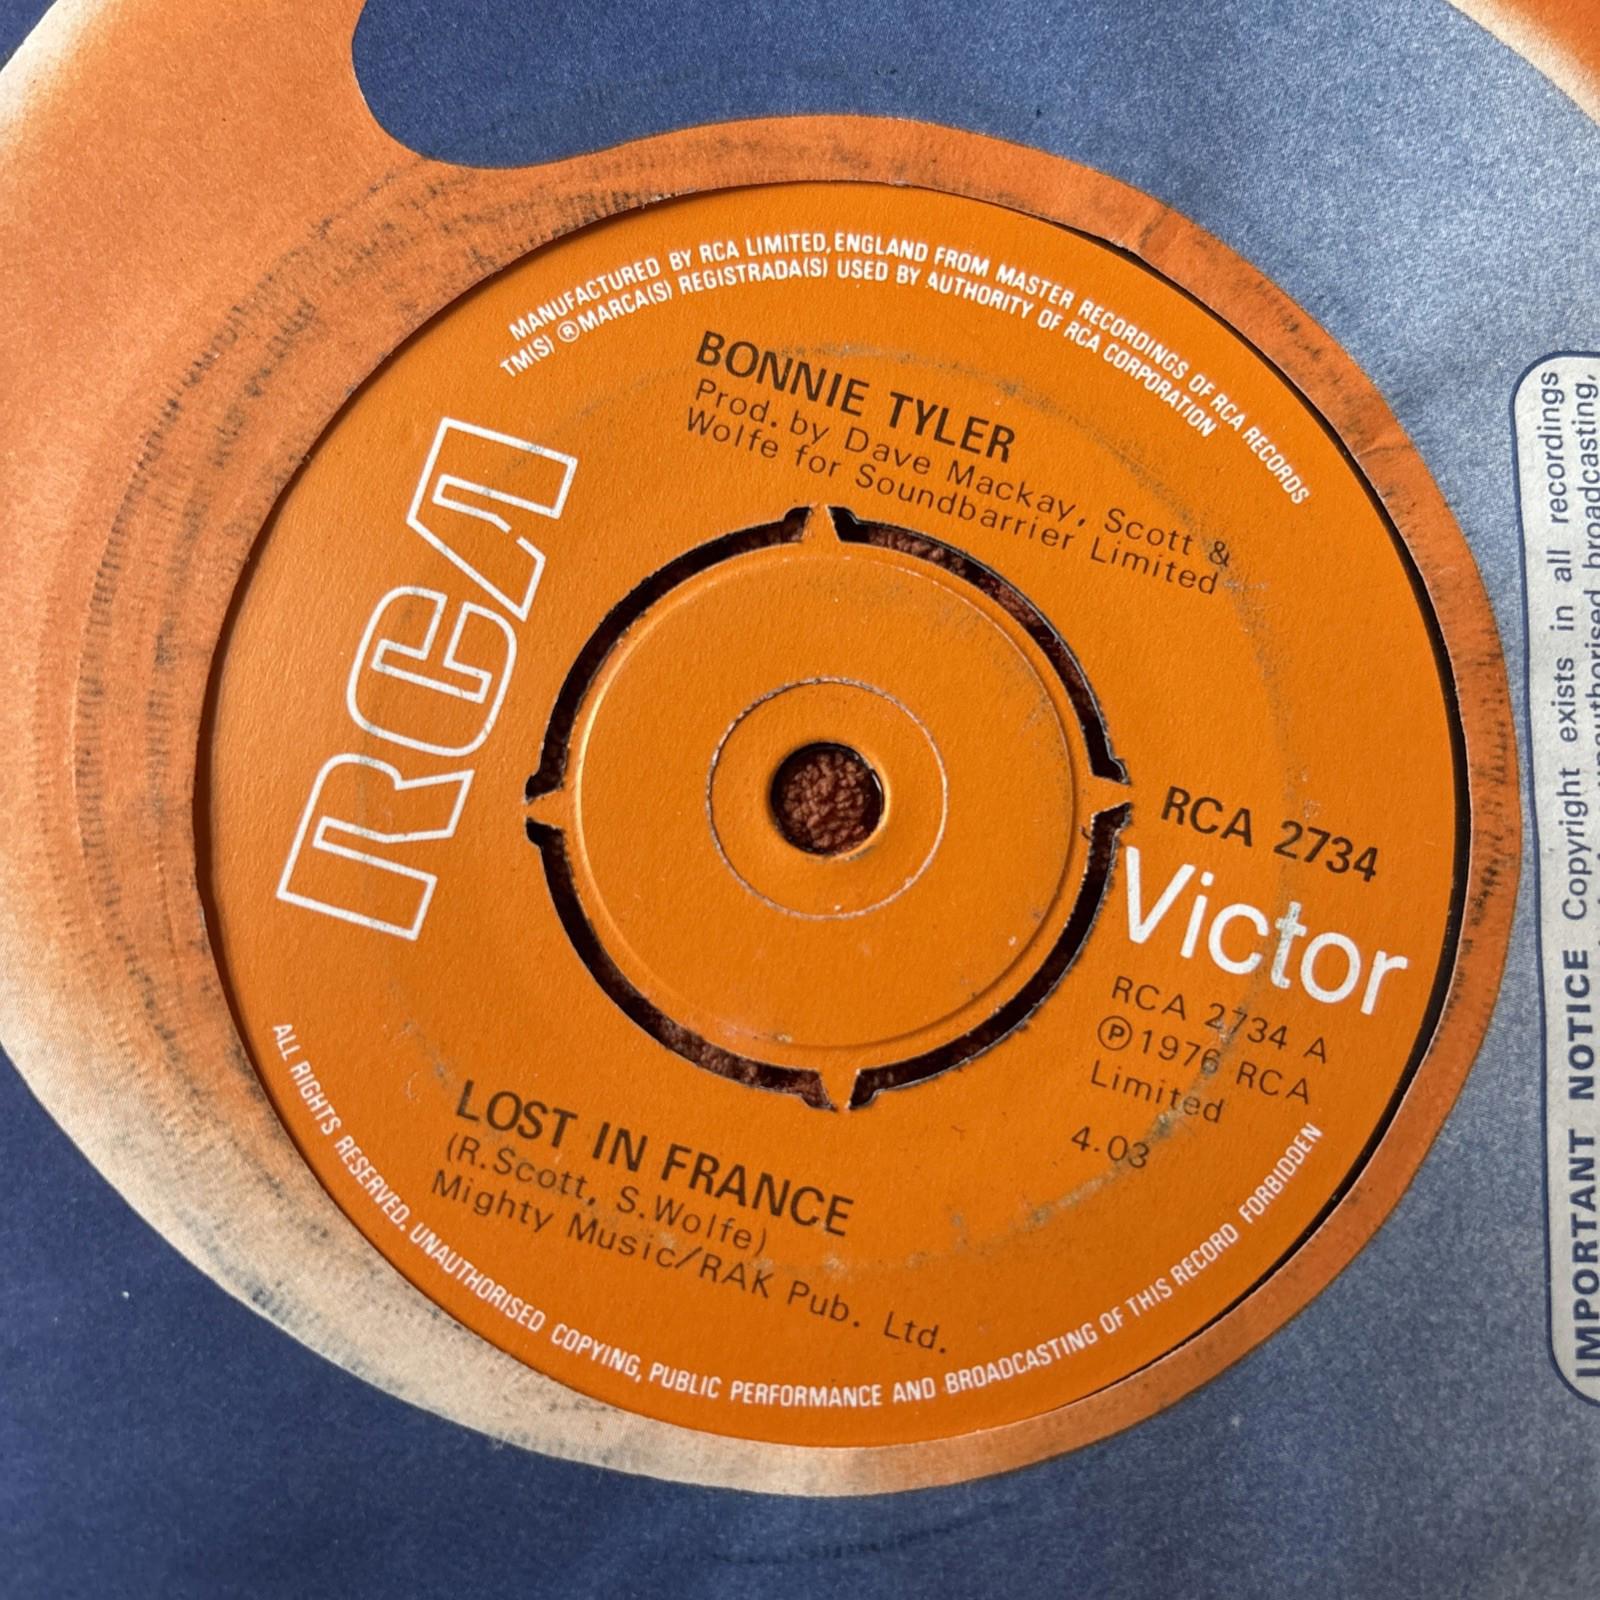 MANUFACTURED BY RCA LIMITED, ENGLAND FROM MASTER RECORDINGS OF RCA RECORDS
TM(S) ® MARCA(S) REGISTRADA(S) USED BY AUTHORITY OF RCA CORPORATION
BONNIE TYLER
Prod. by Dave Mackay, Scott &
Wolfe for Soundbarrier Limited
RCA
RCA 2734
Victor
RCA 2734 A
Ⓟ1976 RCA
Limited
4.03
LOST IN FRANCE
(R.Scott, S.Wolfe)
Mighty Music/RAK Pub. Ltd.
ALL RIGHTS RESERVED. UNAUTHORISED COPYING, PUBLIC PERFORMANCE AND BROADCASTING OF THIS RECORD FORBIDDEN
IMPORTANT NOTICE Copyright exists in all recordings
unauthorised broadcasting,